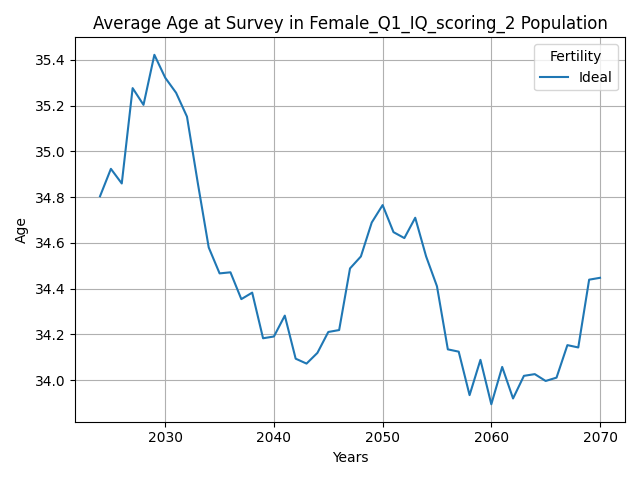 Average Age at Survey in Female_Q1_IQ_scoring_2 Population
Fertility
Ideal
35.4
35.2
35.0
34.8
34.6
34.4
34.2
34.0
Age
2030 2040 2050 2060 2070
Years